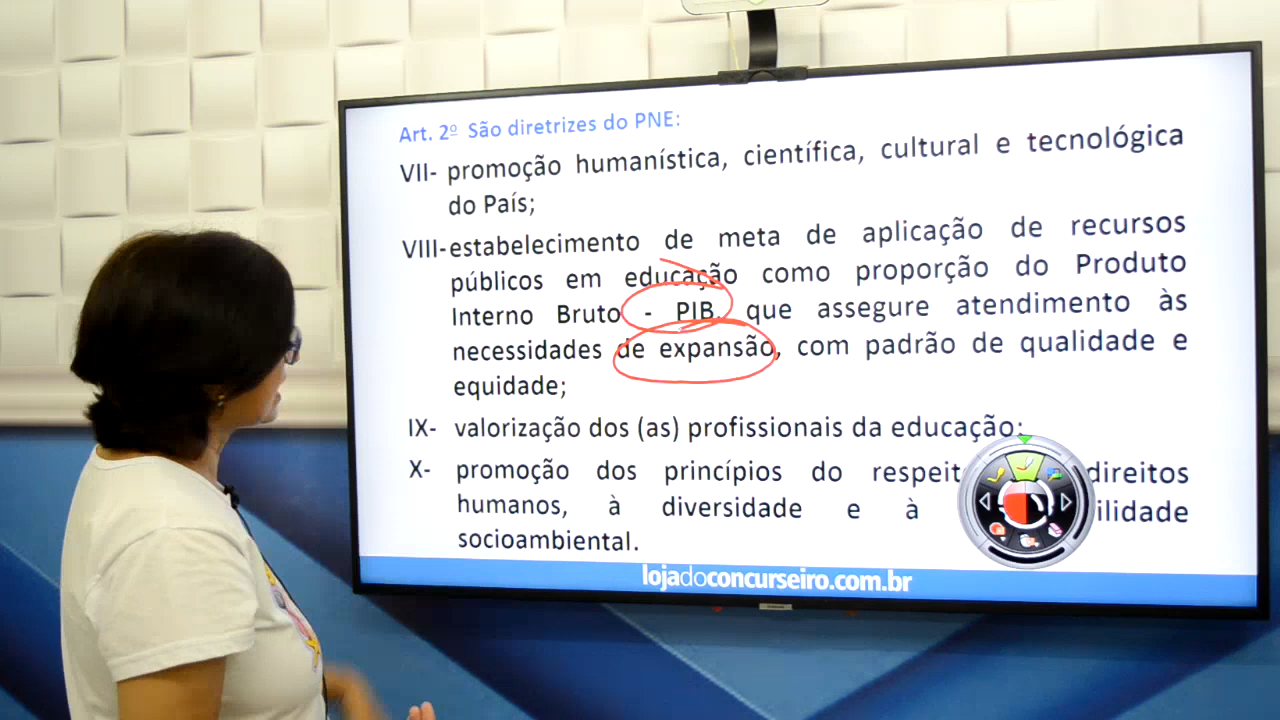 Art. 2º São diretrizes do PNE:
VII- promoção humanística, científica, cultural e tecnológica
do País;
VIII-estabelecimento de meta de aplicação de recursos
públicos em educação como proporção do Produto
Interno Bruto - PIB, que assegure atendimento às
necessidades de expansão, com padrão de qualidade e
equidade;
IX- valorização dos (as) profissionais da educação;
X- promoção dos princípios do respeit direitos
humanos, à diversidade e à ilidade
socioambiental.
lojadoconcurseiro.com.br